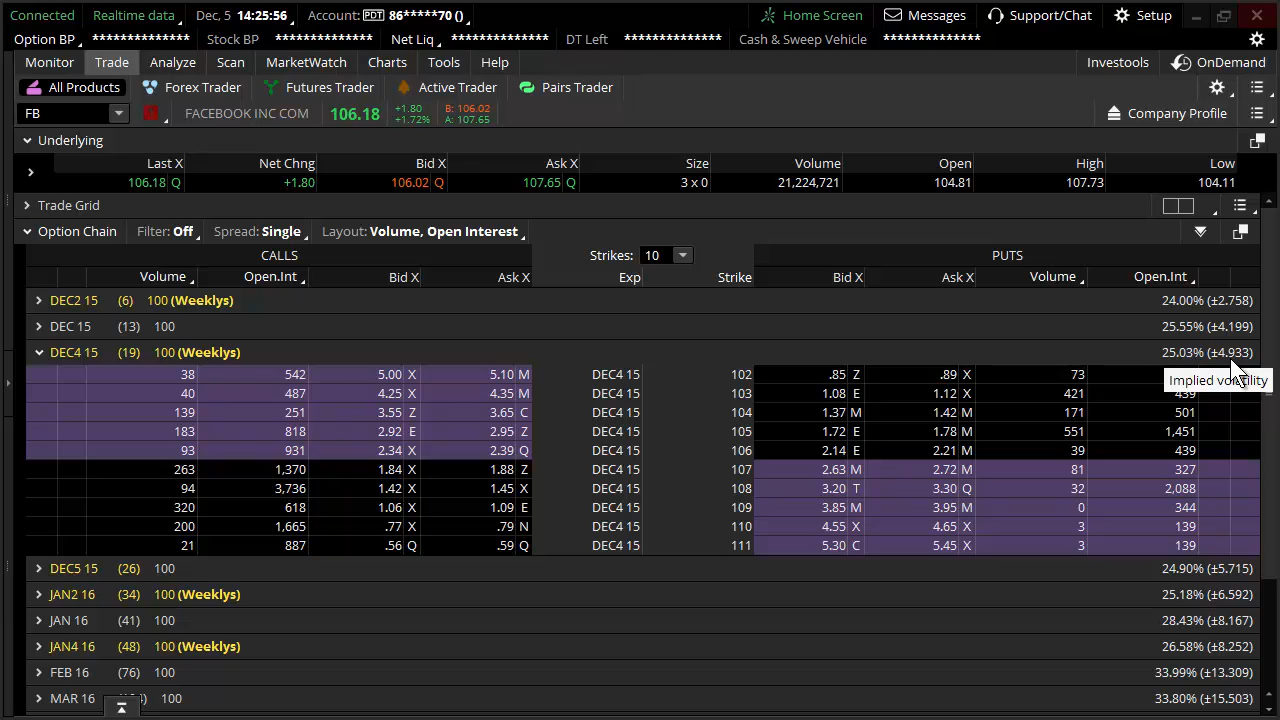 Connected Realtime data Dec, 5 14:25:56 Account: PDT 86*****70 () Home Screen Messages Support/Chat Setup
Option BP ************** Stock BP ************** Net Liq ************** DT Left ************** Cash & Sweep Vehicle **************
Monitor Trade Analyze Scan MarketWatch Charts Tools Help Investools OnDemand
All Products Forex Trader Futures Trader Active Trader Pairs Trader
FB FACEBOOK INC COM 106.18 +1.80 +1.72% B: 106.02 A: 107.65 Company Profile
Underlying
Last X Net Chng Bid X Ask X Size Volume Open High Low
106.18 Q +1.80 106.02 Q 107.65 Q 3 x 0 21,224,721 104.81 107.73 104.11
Trade Grid
Option Chain Filter: Off Spread: Single Layout: Volume, Open Interest
CALLS Strikes: 10 PUTS
Volume Open.Int Bid X Ask X Exp Strike Bid X Ask X Volume Open.Int
DEC2 15 (6) 100 (Weeklys) 24.00% (±2.758)
DEC 15 (13) 100 25.55% (±4.199)
DEC4 15 (19) 100 (Weeklys) 25.03% (±4.933)
38 542 5.00 X 5.10 M DEC4 15 102 .85 Z .89 X 73
Implied volatility
40 487 4.25 X 4.35 M DEC4 15 103 1.08 E 1.12 X 421 439
139 251 3.55 Z 3.65 C DEC4 15 104 1.37 M 1.42 M 171 501
183 818 2.92 E 2.95 Z DEC4 15 105 1.72 E 1.78 M 551 1,451
93 931 2.34 X 2.39 Q DEC4 15 106 2.14 E 2.21 M 39 439
263 1,370 1.84 X 1.88 Z DEC4 15 107 2.63 M 2.72 M 81 327
94 3,736 1.42 X 1.45 X DEC4 15 108 3.20 T 3.30 Q 32 2,088
320 618 1.06 X 1.09 E DEC4 15 109 3.85 M 3.95 M 0 344
200 1,665 .77 X .79 N DEC4 15 110 4.55 X 4.65 X 3 139
21 887 .56 Q .59 Q DEC4 15 111 5.30 C 5.45 X 3 139
DEC5 15 (26) 100 24.90% (±5.715)
JAN2 16 (34) 100 (Weeklys) 25.18% (±6.592)
JAN 16 (41) 100 28.43% (±8.167)
JAN4 16 (48) 100 (Weeklys) 26.58% (±8.252)
FEB 16 (76) 100 33.99% (±13.309)
MAR 16 100 33.80% (±15.503)